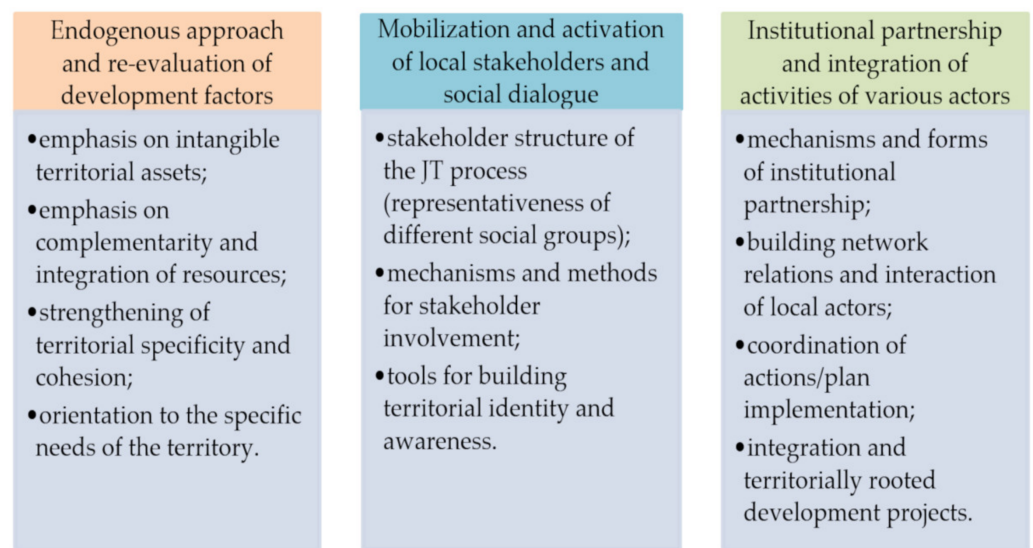 Endogenous approach
and re-evaluation of
development factors
•emphasis on intangible
territorial assets;
•emphasis on
complementarity and
integration of resources;
•strengthening of
territorial specificity and
cohesion;
•orientation to the specific
needs of the territory.
Mobilization and activation
of local stakeholders and
social dialogue
•stakeholder structure of
the JT process
(representativeness of
different social groups);
•mechanisms and methods
for stakeholder
involvement;
•tools for building
territorial identity and
awareness.
Institutional partnership
and integration of
activities of various actors
•mechanisms and forms
of institutional
partnership;
•building network
relations and interaction
of local actors;
•coordination of
actions/plan
implementation;
•integration and
territorially rooted
development projects.